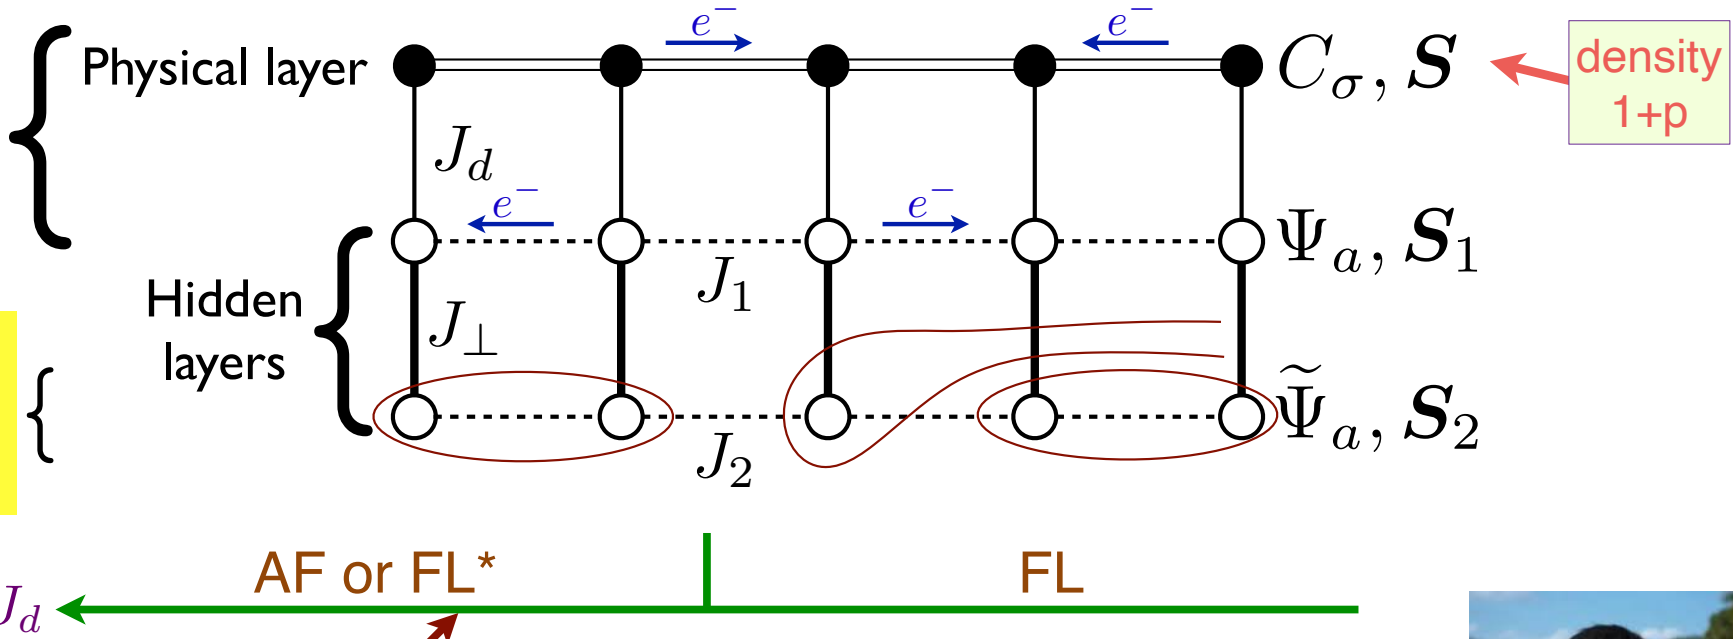 e⁻ e⁻
Physical layer C_σ, S density
1+p
J_d
e⁻ e⁻
Ψ_a, S_1
J_1
Hidden
layers
J_⊥
Ψ̃_a, S_2
J_2
AF or FL* FL
J_d